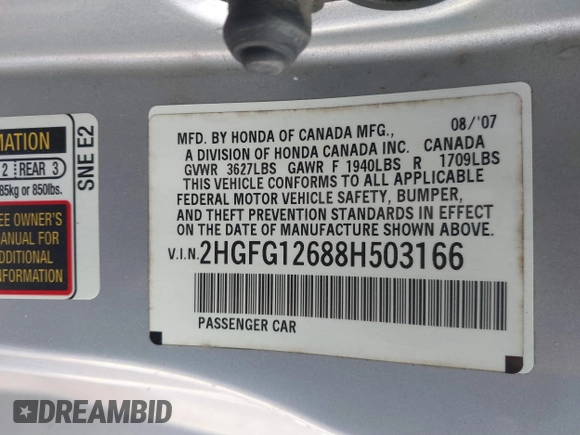 MATION
2 REAR 3
85kg or 850lbs.
EE OWNER'S
ANUAL FOR
DDITIONAL
NFORMATION
SNE E2
08/'07
MFD. BY HONDA OF CANADA MFG.,
A DIVISION OF HONDA CANADA INC. CANADA
GVWR 3627LBS GAWR F 1940LBS R 1709LBS
THIS VEHICLE CONFORMS TO ALL APPLICABLE
FEDERAL MOTOR VEHICLE SAFETY, BUMPER,
AND THEFT PREVENTION STANDARDS IN EFFECT
ON THE DATE OF MANUFACTURE SHOWN ABOVE.
V.I.N. 2HGFG12688H503166
PASSENGER CAR
DREAMBID